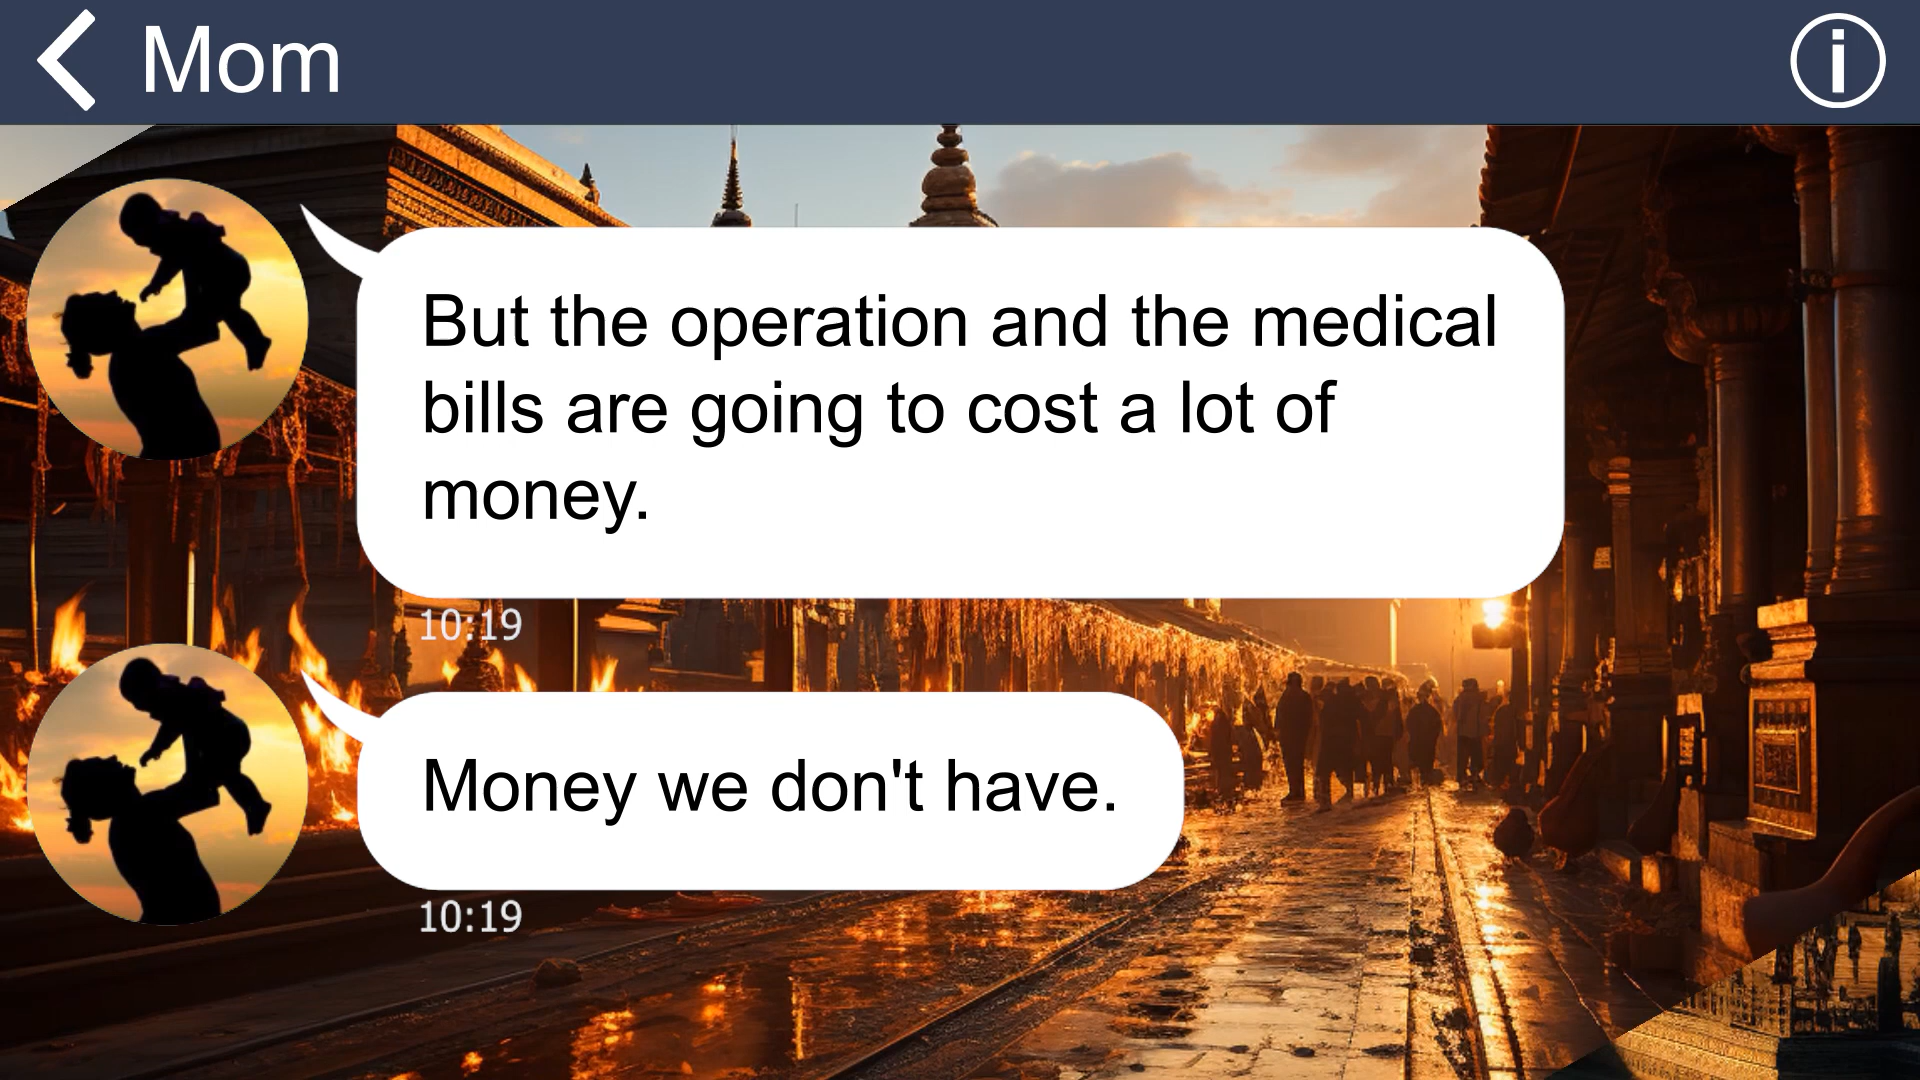 Mom
But the operation and the medical
bills are going to cost a lot of
money.
10:19
Money we don't have.
10:19